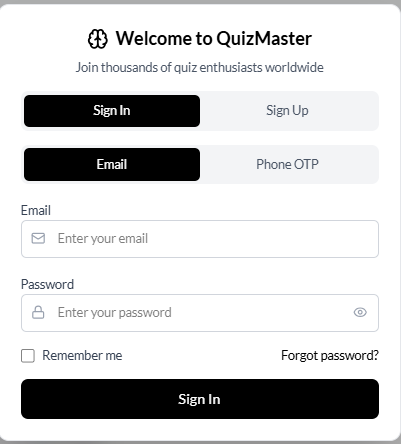 Welcome to QuizMaster
Join thousands of quiz enthusiasts worldwide
Sign In Sign Up
Email Phone OTP
Email
Enter your email
Password
Enter your password
Remember me Forgot password?
Sign In